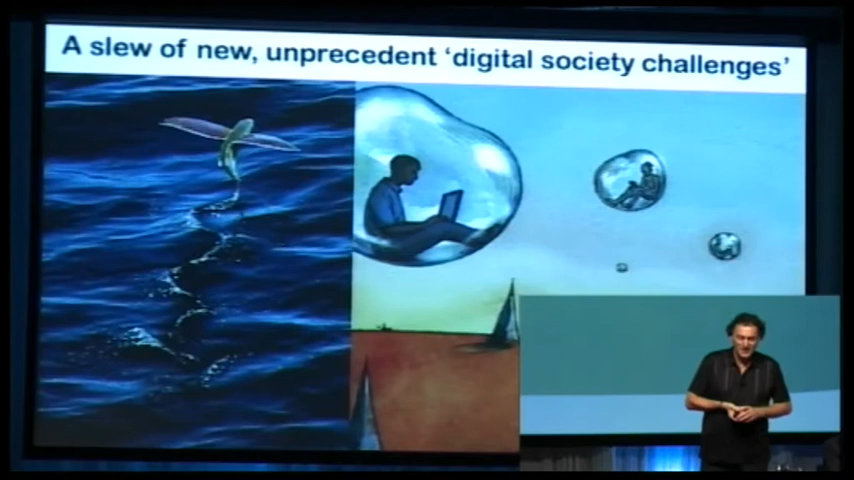 A slew of new, unprecedent ‘digital society challenges’